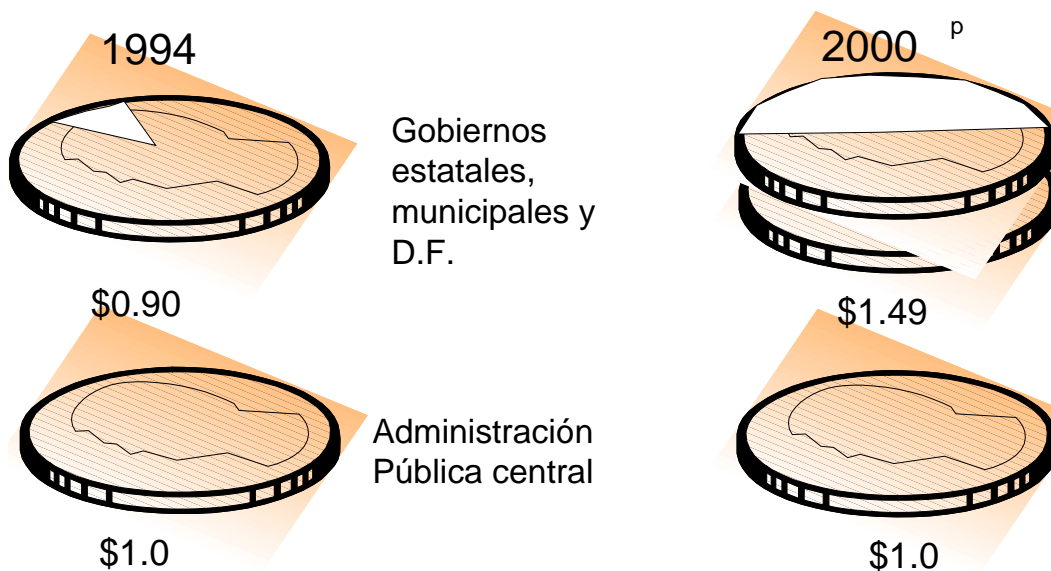 1994
2000 p
Gobiernos
estatales,
municipales y
D.F.
$0.90
$1.49
Administración
Pública central
$1.0
$1.0